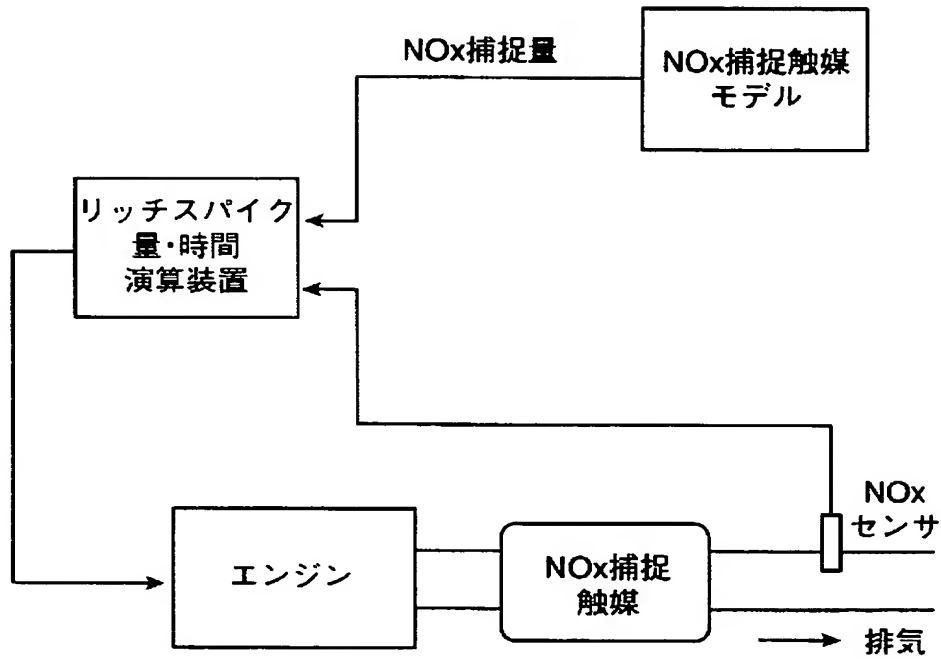 NOx捕捉量
NOx捕捉触媒
モデル
リッチスパイク
量・時間
演算装置
NOx
センサ
エンジン
NOx捕捉
触媒
排気